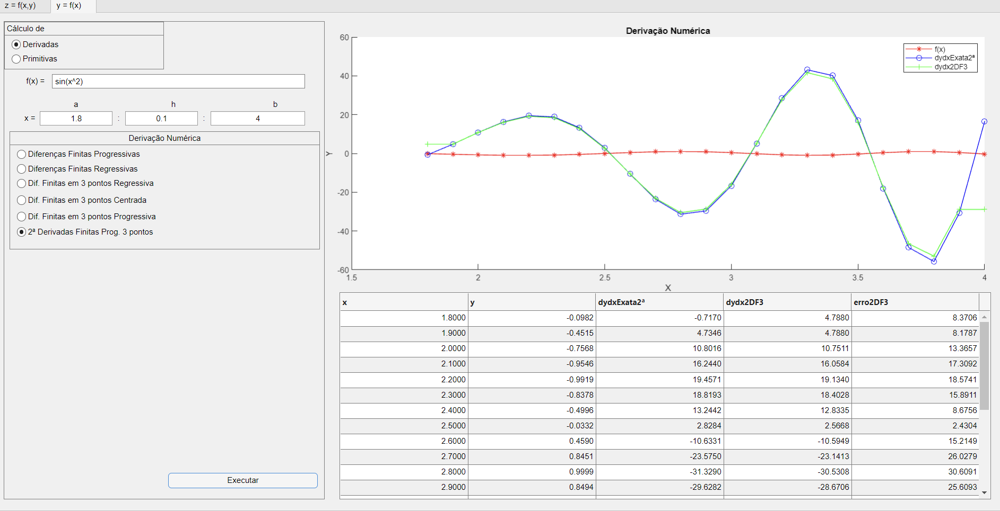 z = f(x,y) y = f(x)
Cálculo de
Derivadas
Primitivas
f(x) = sin(x^2)
a h b
x = 1.8 : 0.1 : 4
Derivação Numérica
Diferenças Finitas Progressivas
Diferenças Finitas Regressivas
Dif. Finitas em 3 pontos Regressiva
Dif. Finitas em 3 pontos Centrada
Dif. Finitas em 3 pontos Progressiva
2ª Derivadas Finitas Prog. 3 pontos
Executar
Derivação Numérica
60
40
20
0
-20
-40
-60
Y
1.5 2 2.5 3 3.5 4
X
f(x)
dydxExata2ª
dydx2DF3
x y dydxExata2ª dydx2DF3 erro2DF3
1.8000 -0.0982 -0.7170 4.7880 8.3706
1.9000 -0.4515 4.7346 4.7880 8.1787
2.0000 -0.7568 10.8016 10.7511 13.3657
2.1000 -0.9546 16.2440 16.0584 17.3092
2.2000 -0.9919 19.4571 19.1340 18.5741
2.3000 -0.8378 18.8193 18.4028 15.8911
2.4000 -0.4996 13.2442 12.8335 8.6756
2.5000 -0.0332 2.8284 2.5668 2.4304
2.6000 0.4590 -10.6331 -10.5949 15.2149
2.7000 0.8451 -23.5750 -23.1413 26.0279
2.8000 0.9999 -31.3290 -30.5308 30.6091
2.9000 0.8494 -29.6282 -28.6706 25.6093